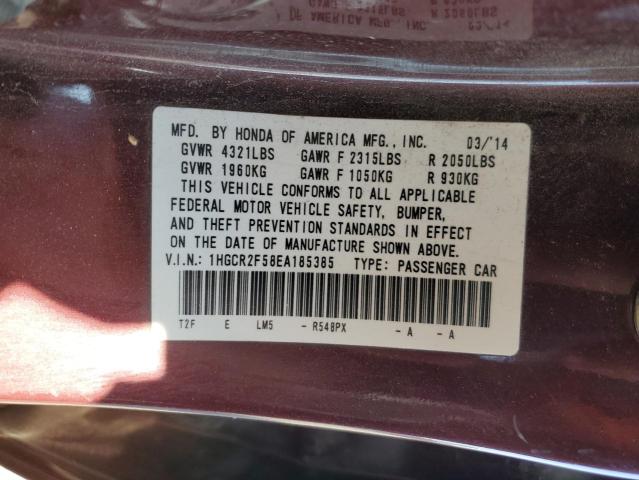 MFD. BY HONDA OF AMERICA MFG., INC. 03/'14
GVWR 4321LBS GAWR F 2315LBS R 2050LBS
GVWR 1960KG GAWR F 1050KG R 930KG
THIS VEHICLE CONFORMS TO ALL APPLICABLE
FEDERAL MOTOR VEHICLE SAFETY, BUMPER,
AND THEFT PREVENTION STANDARDS IN EFFECT
ON THE DATE OF MANUFACTURE SHOWN ABOVE.
V.I.N.: 1HGCR2F58EA185385 TYPE: PASSENGER CAR
T2F E LM5 - R548PX - A - A